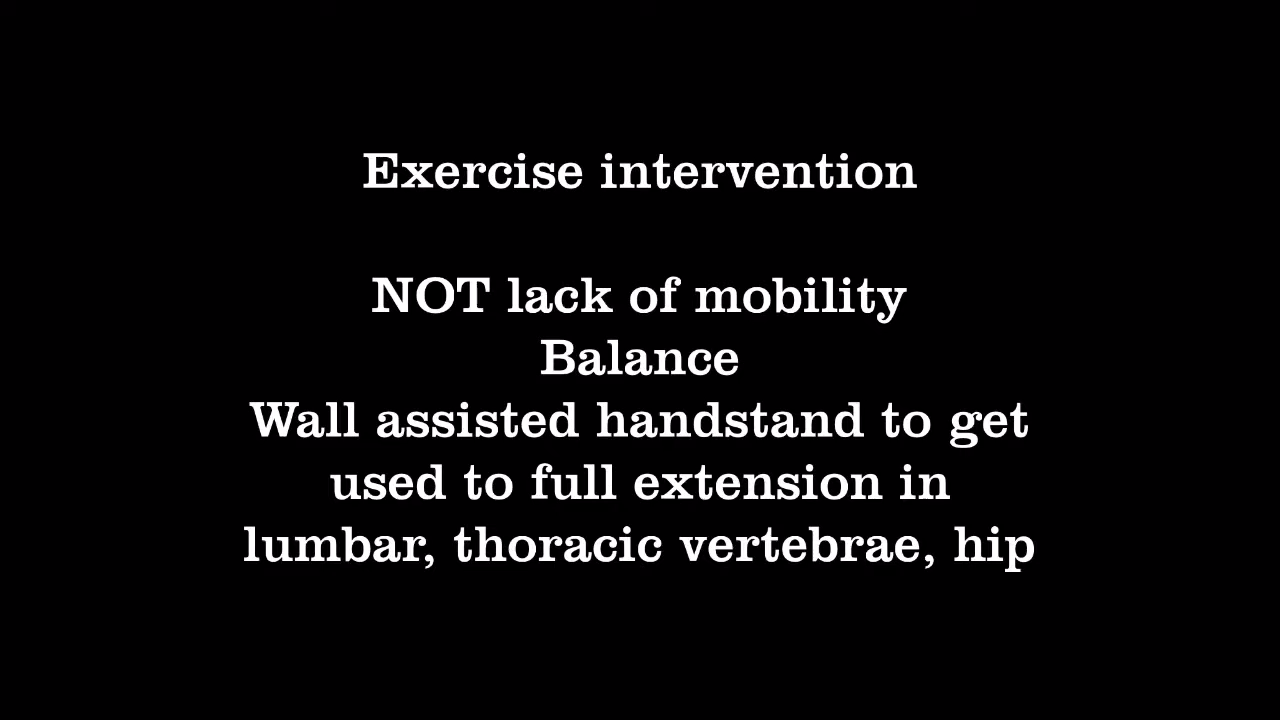 Exercise intervention
NOT lack of mobility
Balance
Wall assisted handstand to get
used to full extension in
lumbar, thoracic vertebrae, hip